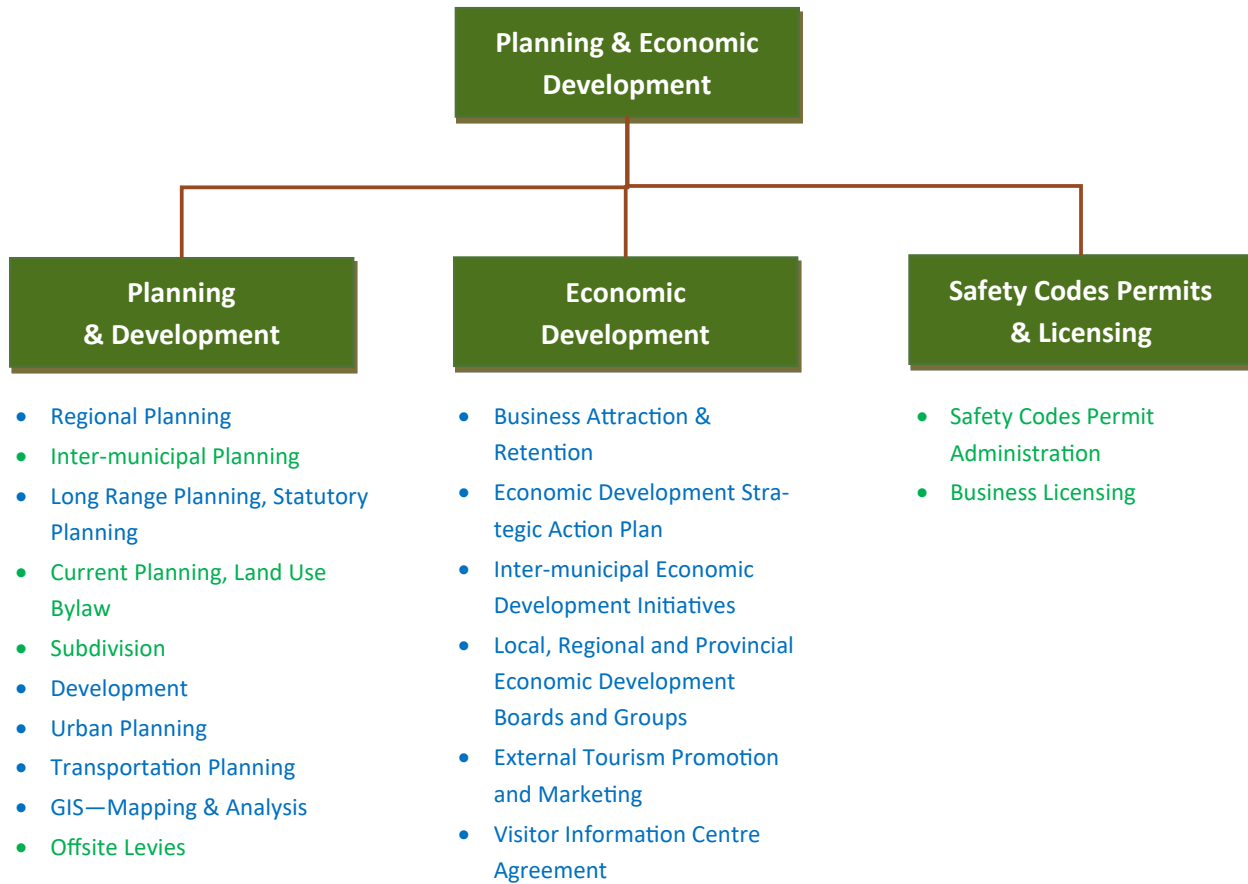 Planning & Economic
Development
Planning
& Development
• Regional Planning
• Inter-municipal Planning
• Long Range Planning, Statutory
Planning
• Current Planning, Land Use
Bylaw
• Subdivision
• Development
• Urban Planning
• Transportation Planning
• GIS—Mapping & Analysis
• Offsite Levies
Economic
Development
• Business Attraction &
Retention
• Economic Development Stra-
tegic Action Plan
• Inter-municipal Economic
Development Initiatives
• Local, Regional and Provincial
Economic Development
Boards and Groups
• External Tourism Promotion
and Marketing
• Visitor Information Centre
Agreement
Safety Codes Permits
& Licensing
• Safety Codes Permit
Administration
• Business Licensing